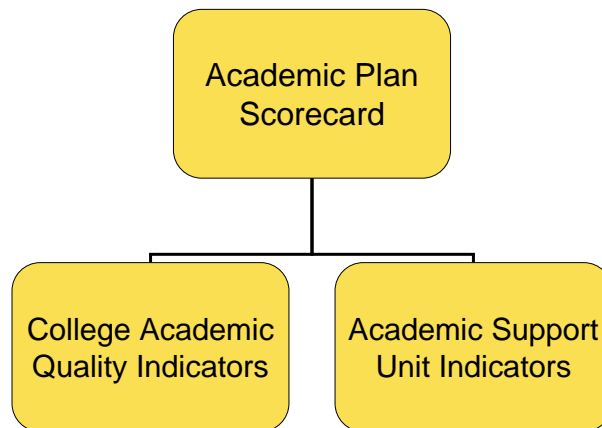 Academic Plan
Scorecard
College Academic
Quality Indicators
Academic Support
Unit Indicators